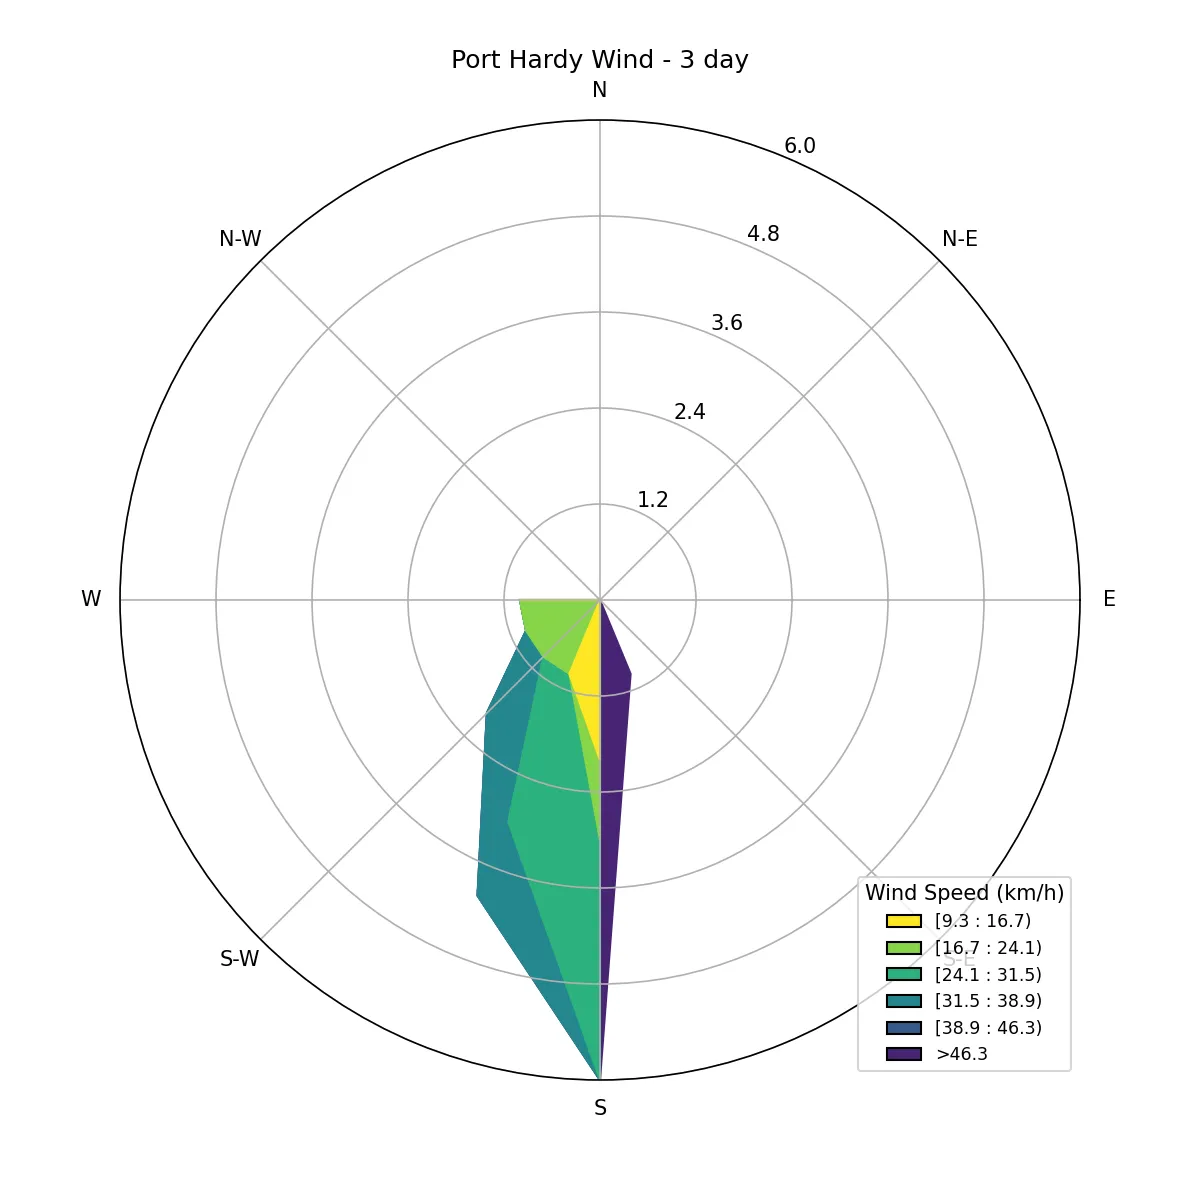 Port Hardy Wind - 3 day
N
6.0
4.8
N-W
N-E
3.6
2.4
1.2
W
E
S-W
S-E
Wind Speed (km/h)
[9.3 : 16.7)
[16.7 : 24.1)
[24.1 : 31.5)
[31.5 : 38.9)
[38.9 : 46.3)
>46.3
S